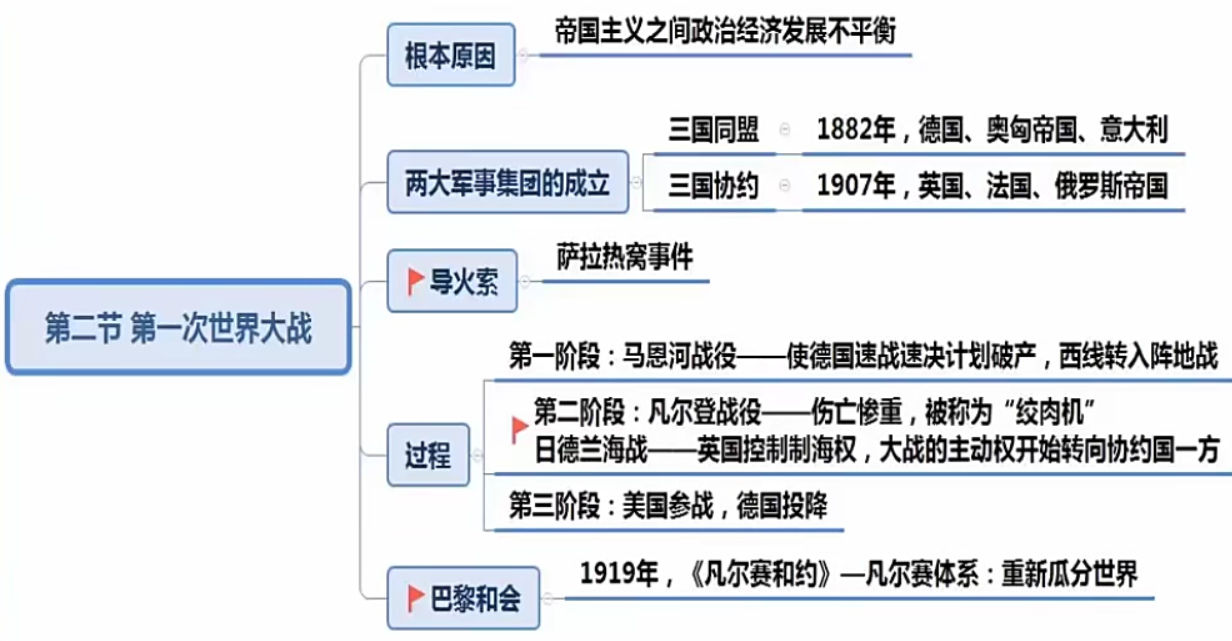 第二节 第一次世界大战
根本原因
帝国主义之间政治经济发展不平衡
两大军事集团的成立
三国同盟
1882年，德国、奥匈帝国、意大利
三国协约
1907年，英国、法国、俄罗斯帝国
导火索
萨拉热窝事件
过程
第一阶段：马恩河战役——使德国速战速决计划破产，西线转入阵地战
第二阶段：凡尔登战役——伤亡惨重，被称为“绞肉机”
日德兰海战——英国控制制海权，大战的主动权开始转向协约国一方
第三阶段：美国参战，德国投降
巴黎和会
1919年，《凡尔赛和约》—凡尔赛体系：重新瓜分世界